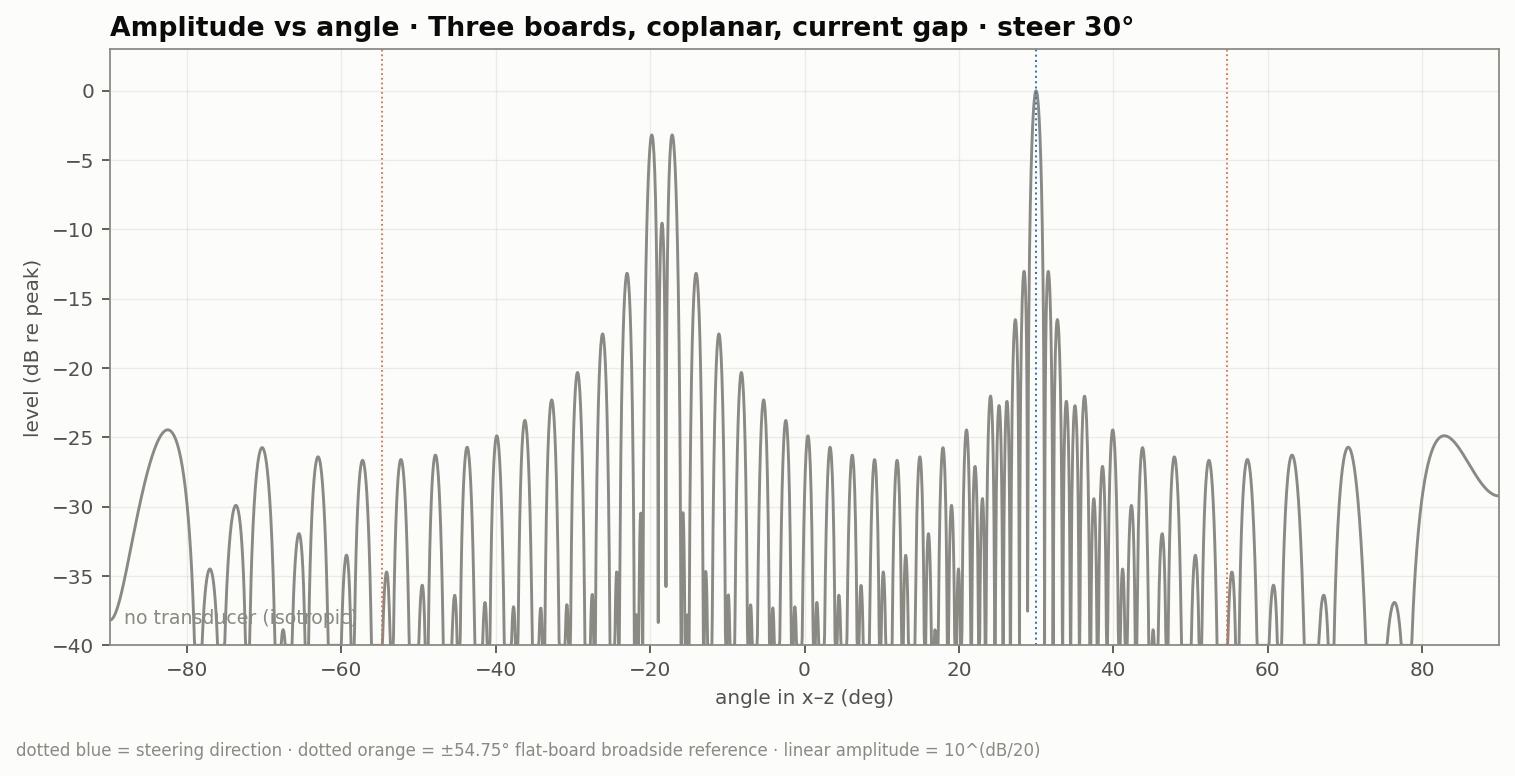 Amplitude vs angle · Three boards, coplanar, current gap · steer 30°
0
−5
−10
−15
−20
−25
−30
−35
−40
level (dB re peak)
no transducer (isotropic)
−80 −60 −40 −20 0 20 40 60 80
angle in x–z (deg)
dotted blue = steering direction · dotted orange = ±54.75° flat-board broadside reference · linear amplitude = 10^(dB/20)